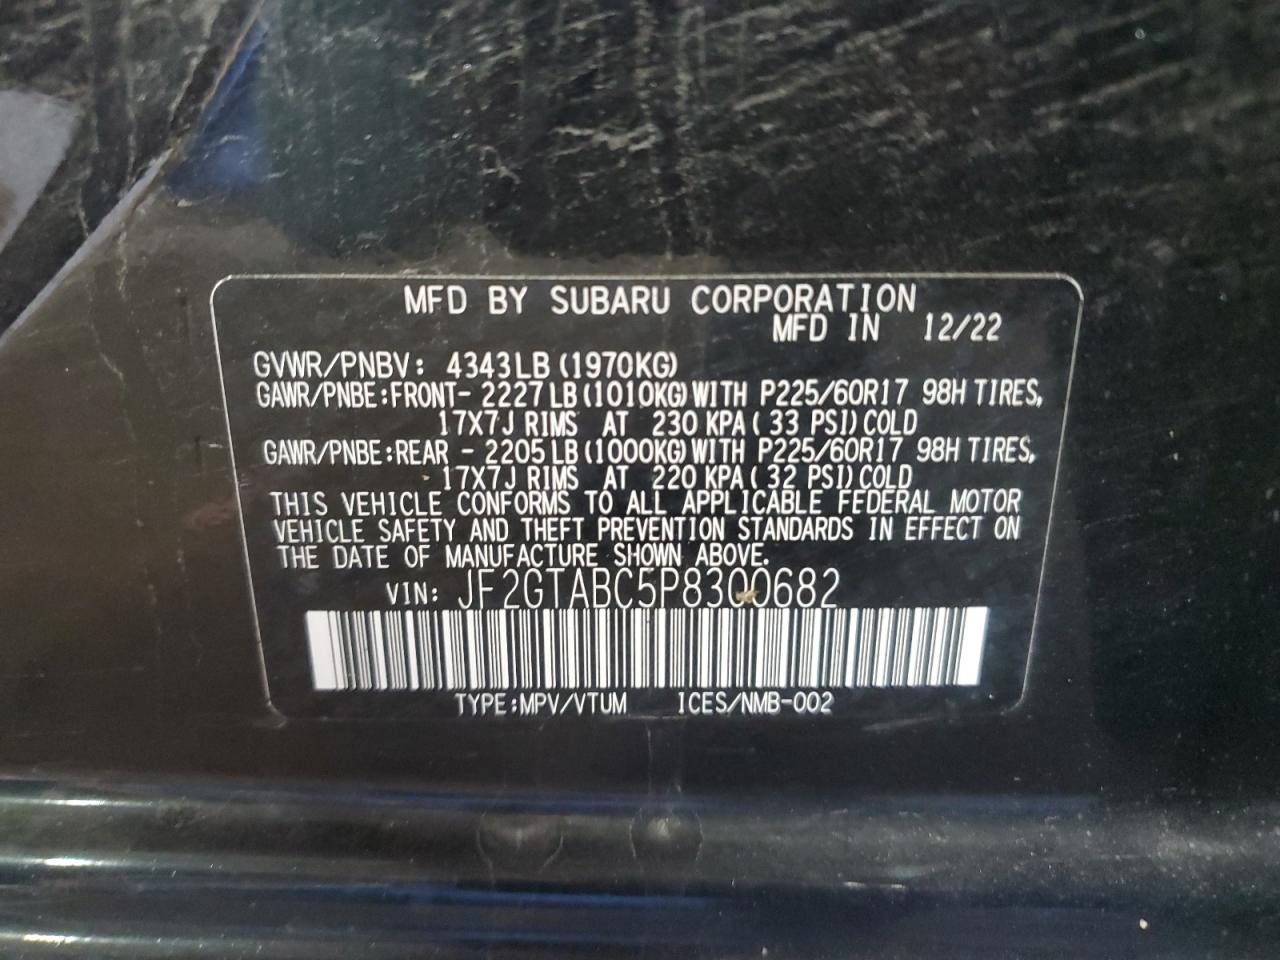 MFD BY SUBARU CORPORATION
MFD IN 12/22
GVWR/PNBV: 4343LB (1970KG)
GAWR/PNBE:FRONT- 2227LB(1010KG)WITH P225/60R17 98H TIRES,
17X7J RIMS AT 230 KPA( 33 PSI)COLD
GAWR/PNBE:REAR - 2205LB(1000KG)WITH P225/60R17 98H TIRES,
17X7J RIMS AT 220 KPA( 32 PSI)COLD
THIS VEHICLE CONFORMS TO ALL APPLICABLE FEDERAL MOTOR
VEHICLE SAFETY AND THEFT PREVENTION STANDARDS IN EFFECT ON
THE DATE OF MANUFACTURE SHOWN ABOVE.
VIN: JF2GTABC5P8300682
TYPE:MPV/VTUM ICES/NMB-002